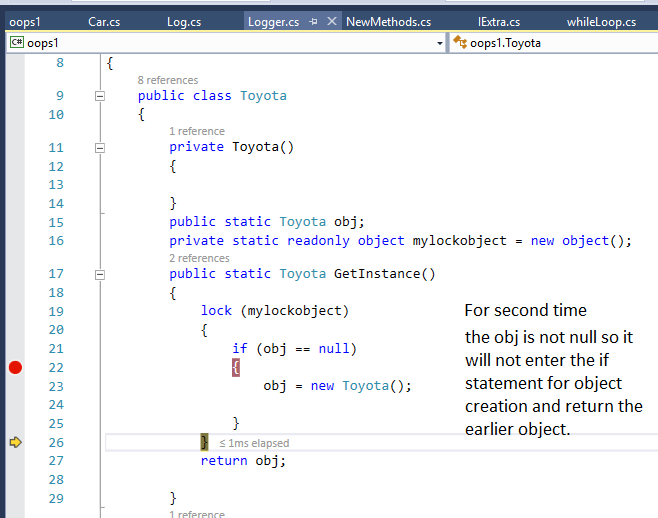 oops1 Car.cs Log.cs Logger.cs NewMethods.cs IExtra.cs whileLoop.cs
C# oops1 oops1.Toyota
8 {
8 references
9 public class Toyota
10 {
1 reference
11 private Toyota()
12 {
13
14 }
15 public static Toyota obj;
16 private static readonly object mylockobject = new object();
2 references
17 public static Toyota GetInstance()
18 {
19 lock (mylockobject)
20 {
21 if (obj == null)
22 {
23 obj = new Toyota();
24
25 }
26 } ≤ 1ms elapsed
27 return obj;
28
29 }
1 reference
For second time
the obj is not null so it
will not enter the if
statement for object
creation and return the
earlier object.